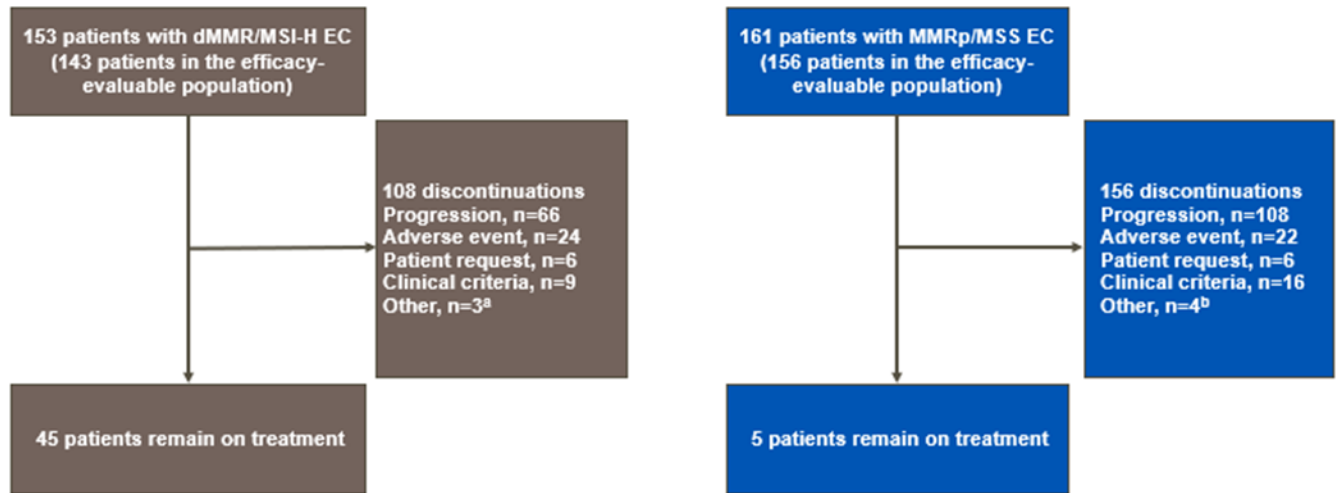 153 patients with dMMR/MSI-H EC
(143 patients in the efficacy-
evaluable population)
108 discontinuations
Progression, n=66
Adverse event, n=24
Patient request, n=6
Clinical criteria, n=9
Other, n=3ᵃ
45 patients remain on treatment
161 patients with MMRp/MSS EC
(156 patients in the efficacy-
evaluable population)
156 discontinuations
Progression, n=108
Adverse event, n=22
Patient request, n=6
Clinical criteria, n=16
Other, n=4ᵇ
5 patients remain on treatment